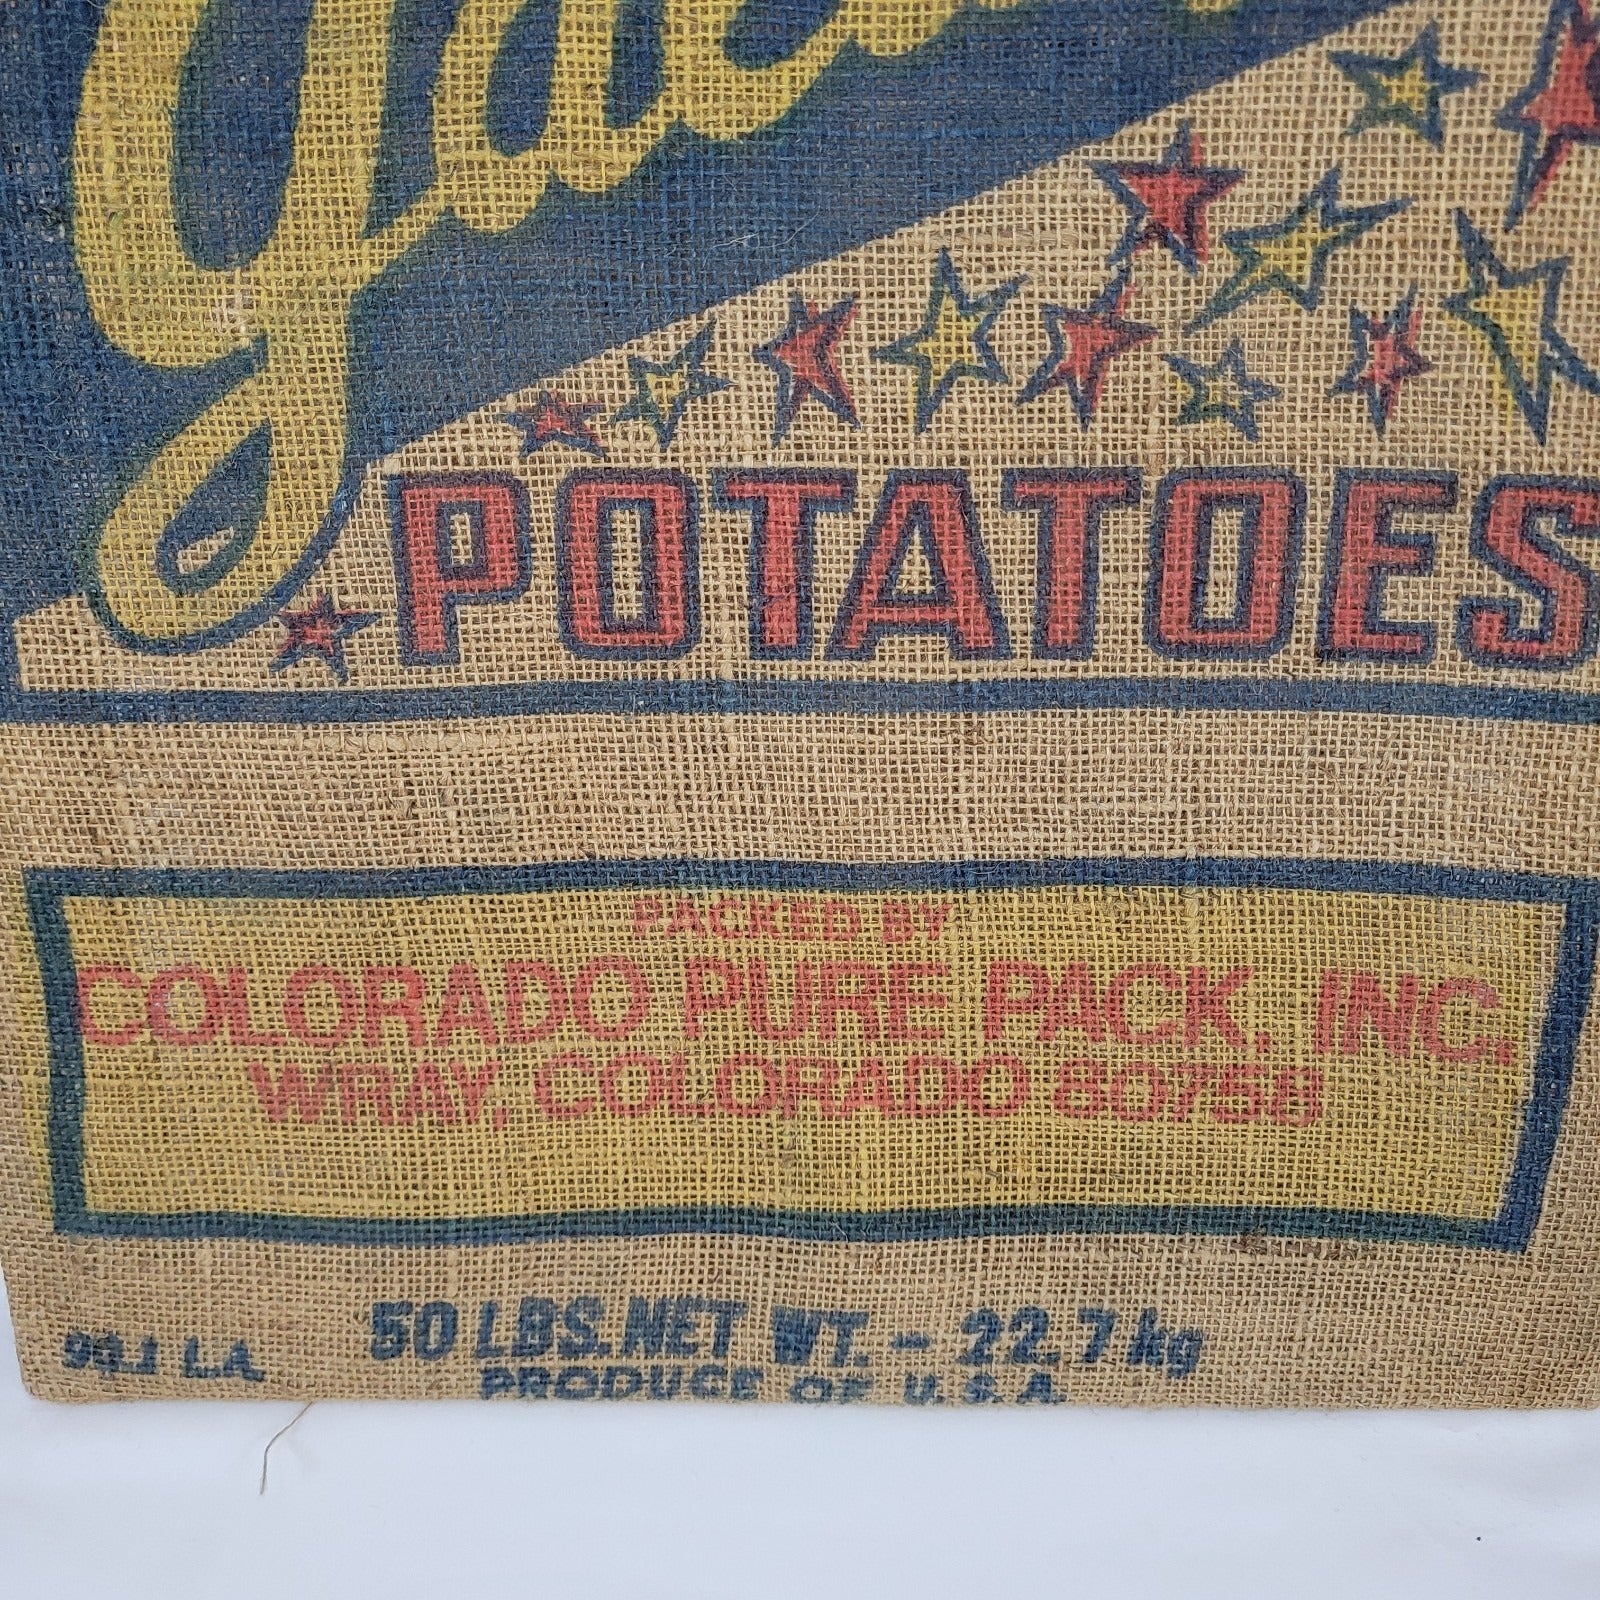 POTATOES
PACKED BY
COLORADO PURE PACK, INC.
WRAY, COLORADO 80758
50 LBS. NET WT. - 22.7 kg
PRODUCE OF U.S.A.